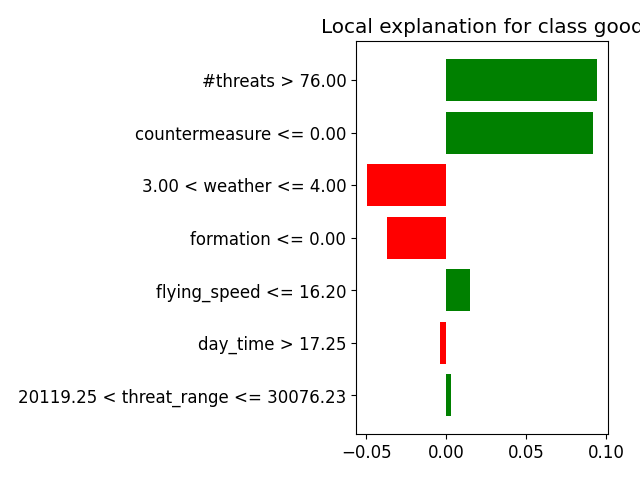 Local explanation for class good
#threats > 76.00
countermeasure <= 0.00
3.00 < weather <= 4.00
formation <= 0.00
flying_speed <= 16.20
day_time > 17.25
20119.25 < threat_range <= 30076.23
−0.05 0.00 0.05 0.10